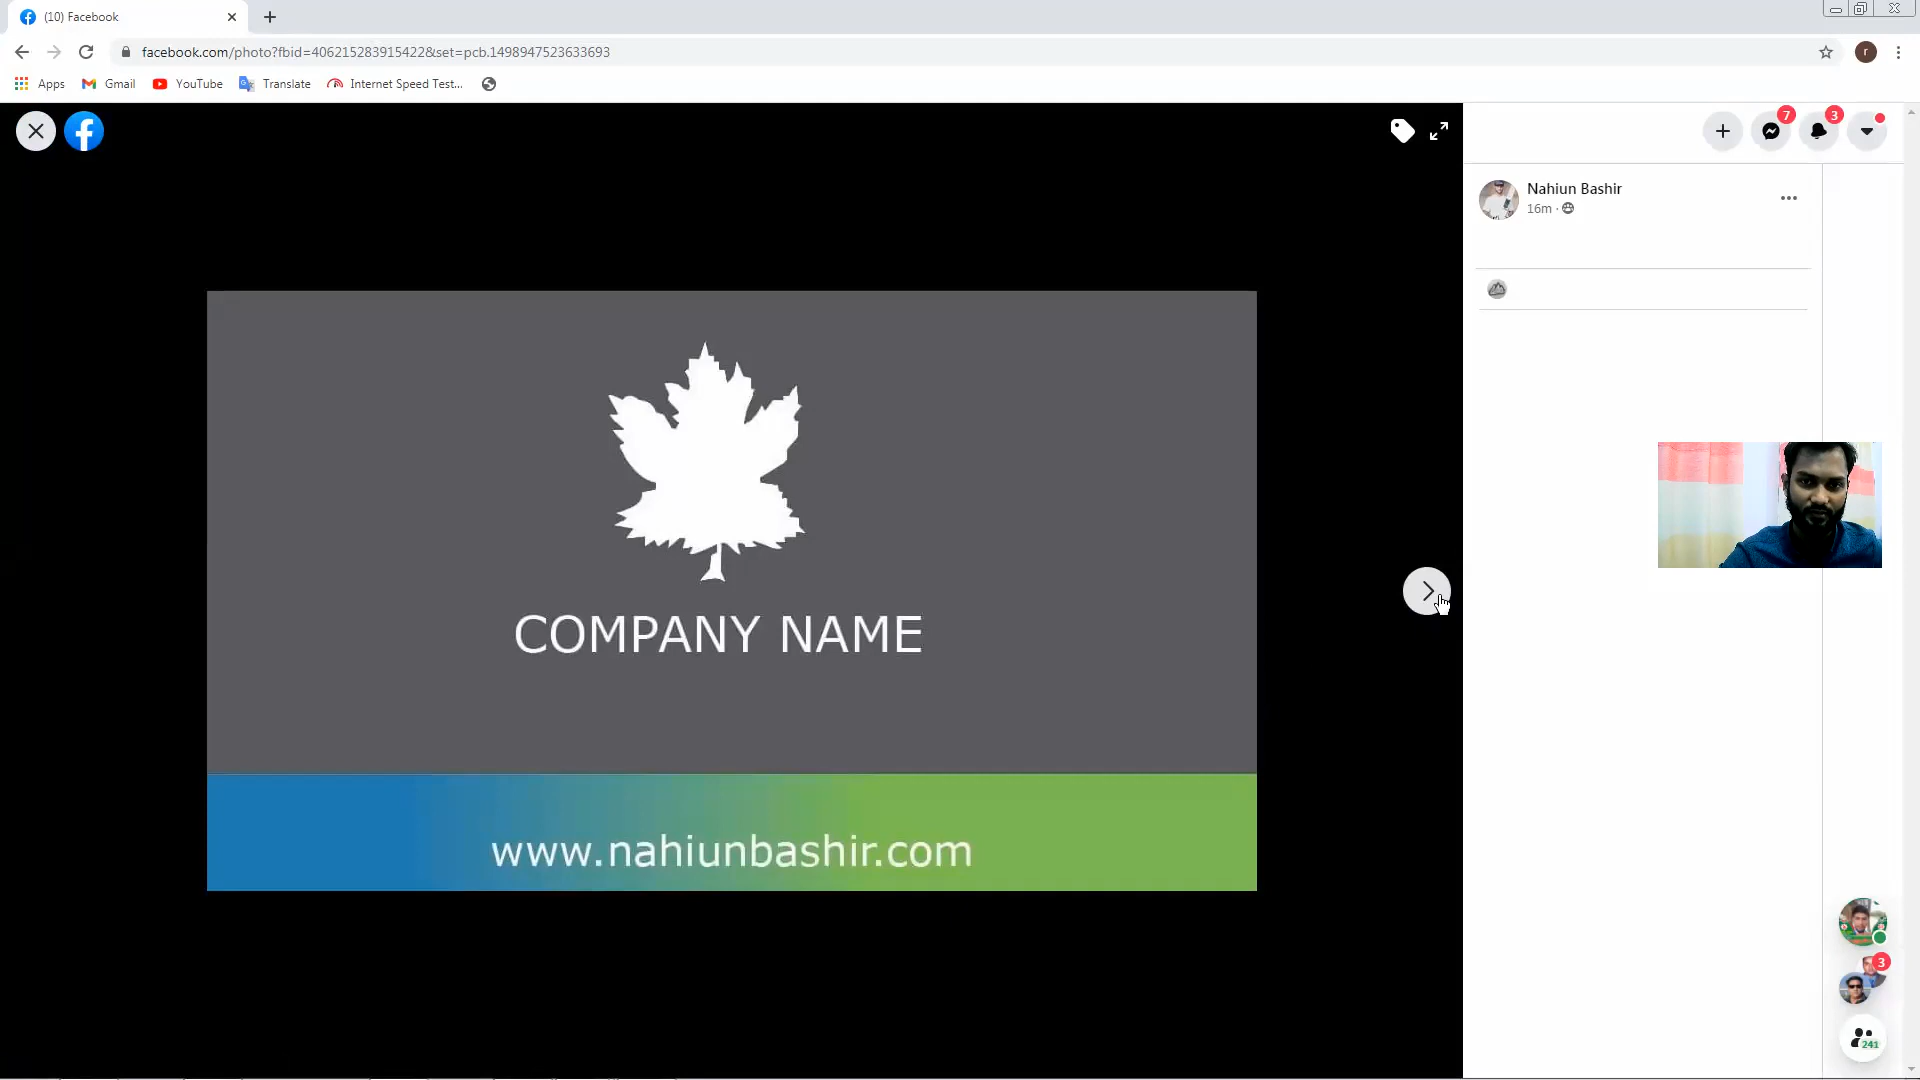 (10) Facebook
facebook.com/photo?fbid=406215283915422&set=pcb.1498947523633693
r
Apps
Gmail
YouTube
Translate
Internet Speed Test...
7
3
Nahiun Bashir
16m ·
COMPANY NAME
www.nahiunbashir.com
3
241